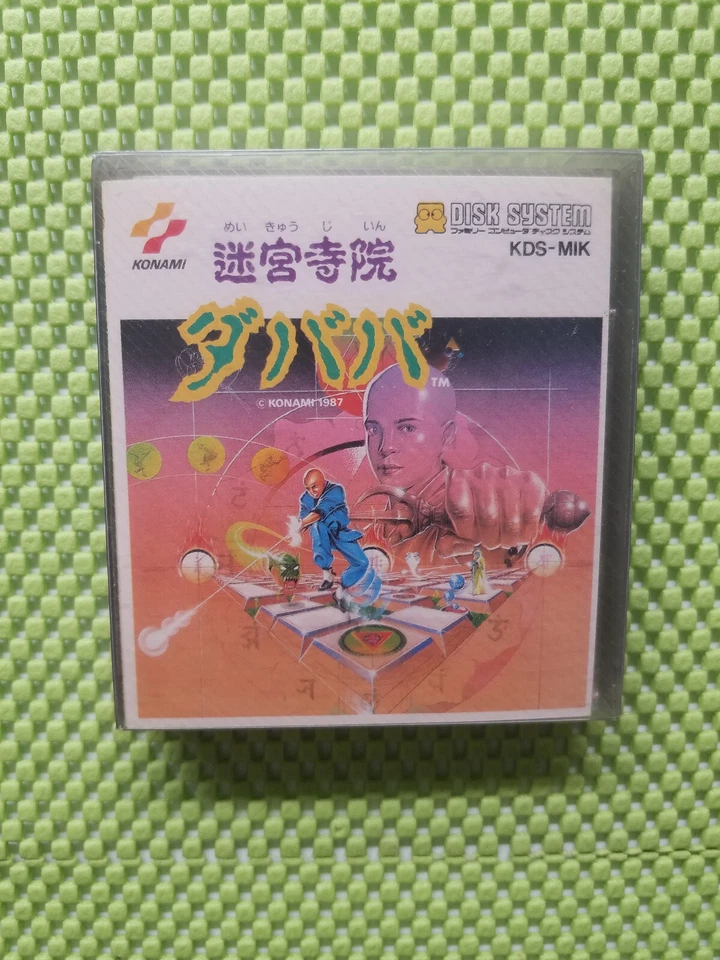 KONAMI
めい きゅう じ いん
迷宮寺院
DISK SYSTEM
ファミリー コンピュータ ディスク システム
KDS-MIK
ダババ™
© KONAMI 1987